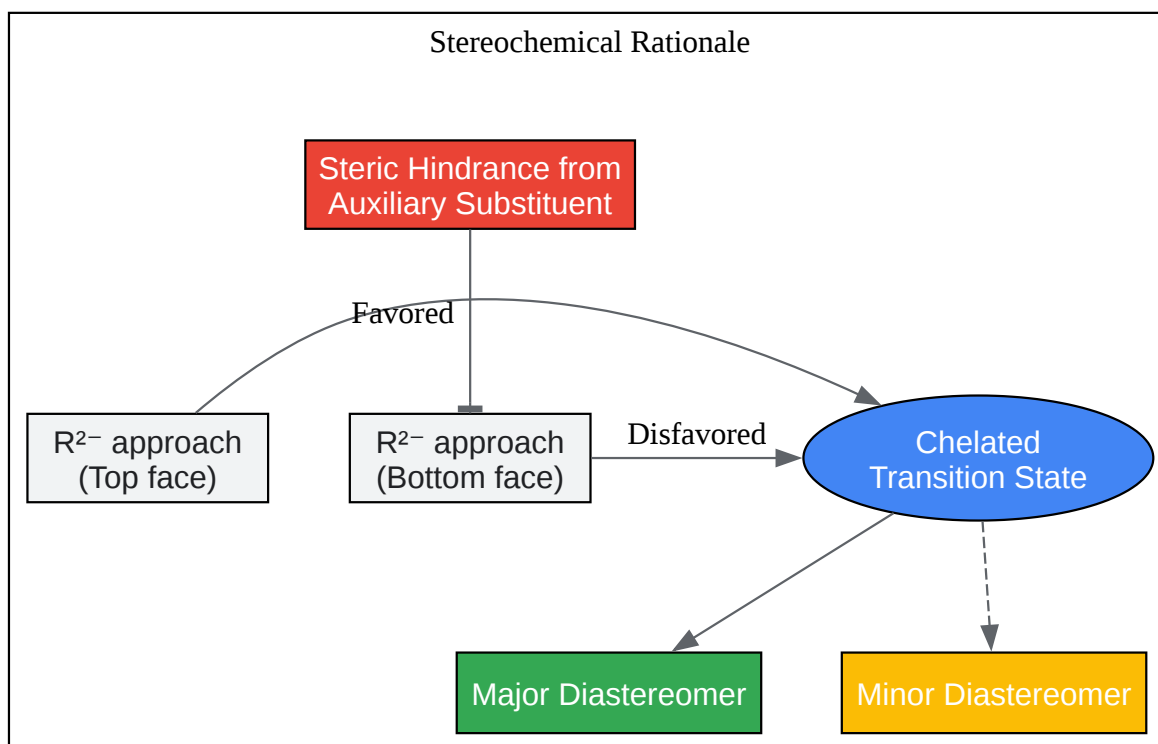 Stereochemical Rationale
Steric Hindrance from
Auxiliary Substituent
Favored
R²⁻ approach
(Top face)
R²⁻ approach
(Bottom face)
Disfavored
Chelated
Transition State
Major Diastereomer
Minor Diastereomer